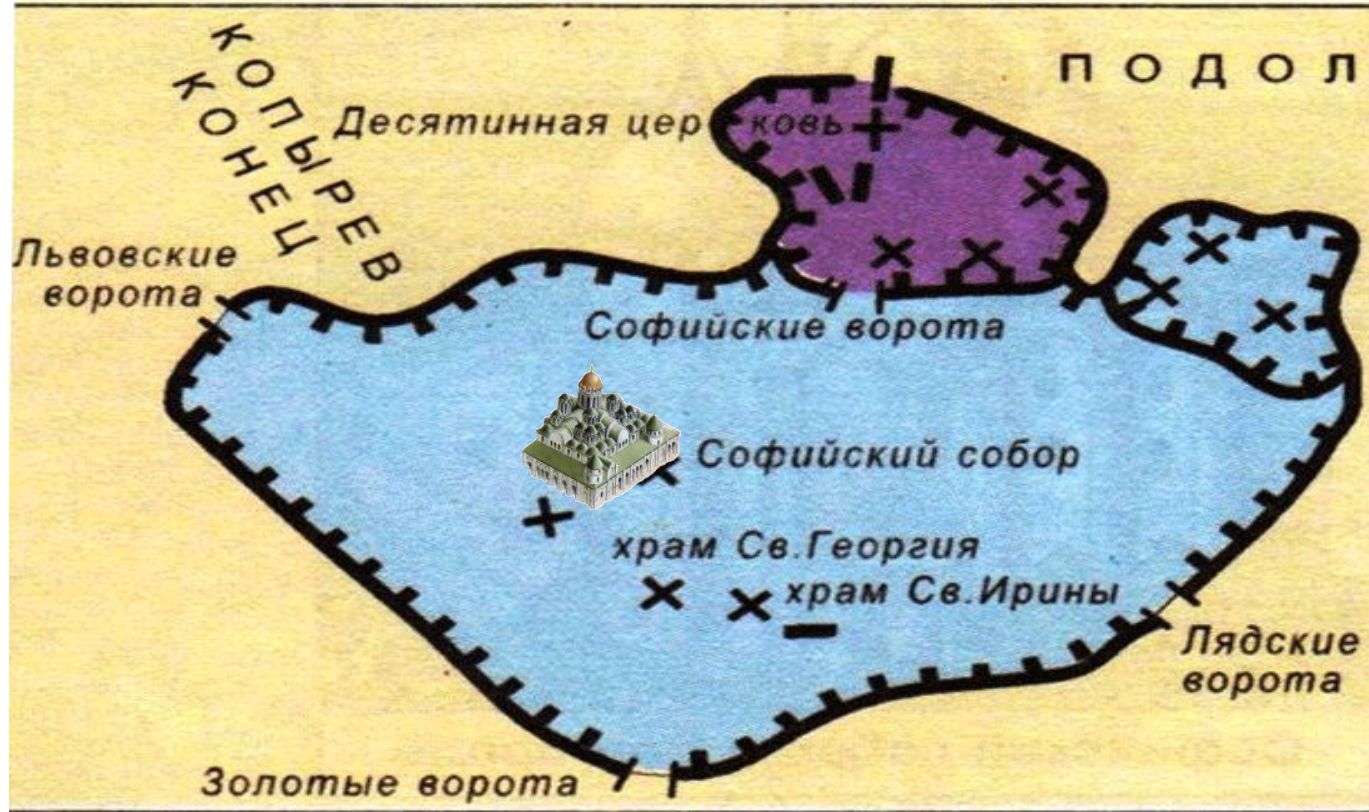 КОПЫРЕВ
КОНЕЦ
ПОДОЛ
Десятинная церковь
Львовские
ворота
Софийские ворота
Софийский собор
храм Св.Георгия
храм Св.Ирины
Лядские
ворота
Золотые ворота